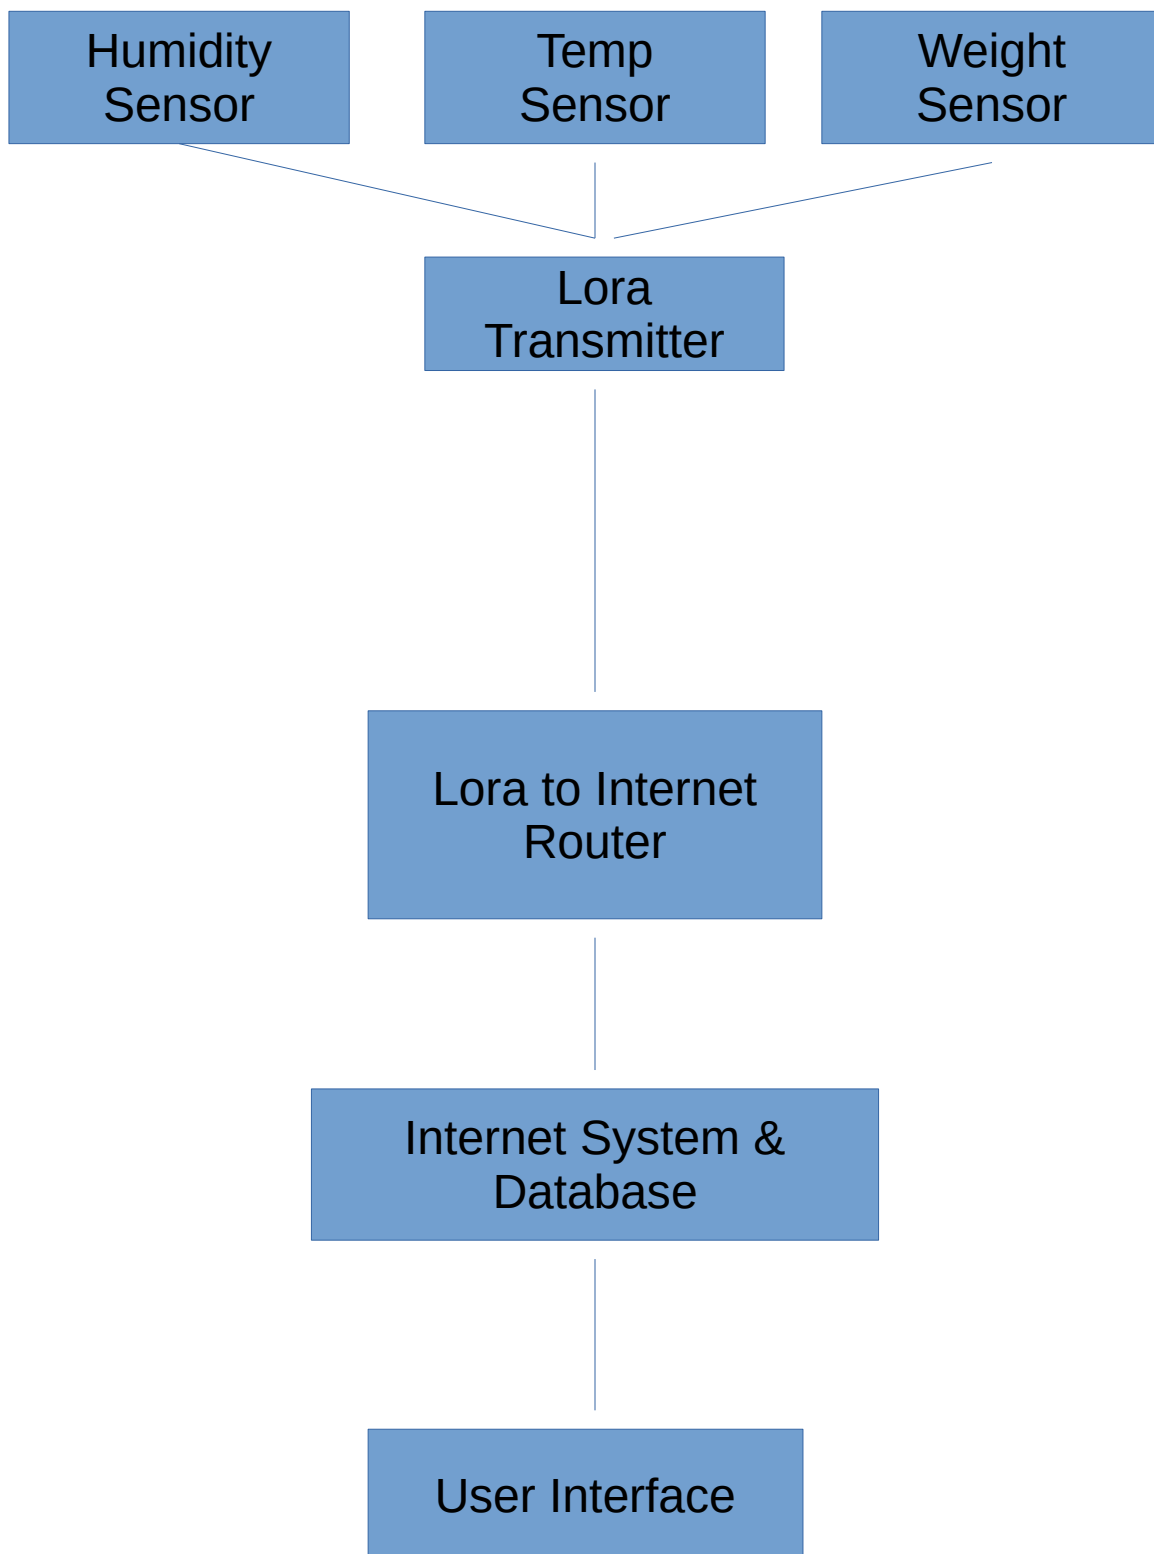 Humidity
Sensor
Temp
Sensor
Weight
Sensor
Lora
Transmitter
Lora to Internet
Router
Internet System &
Database
User Interface